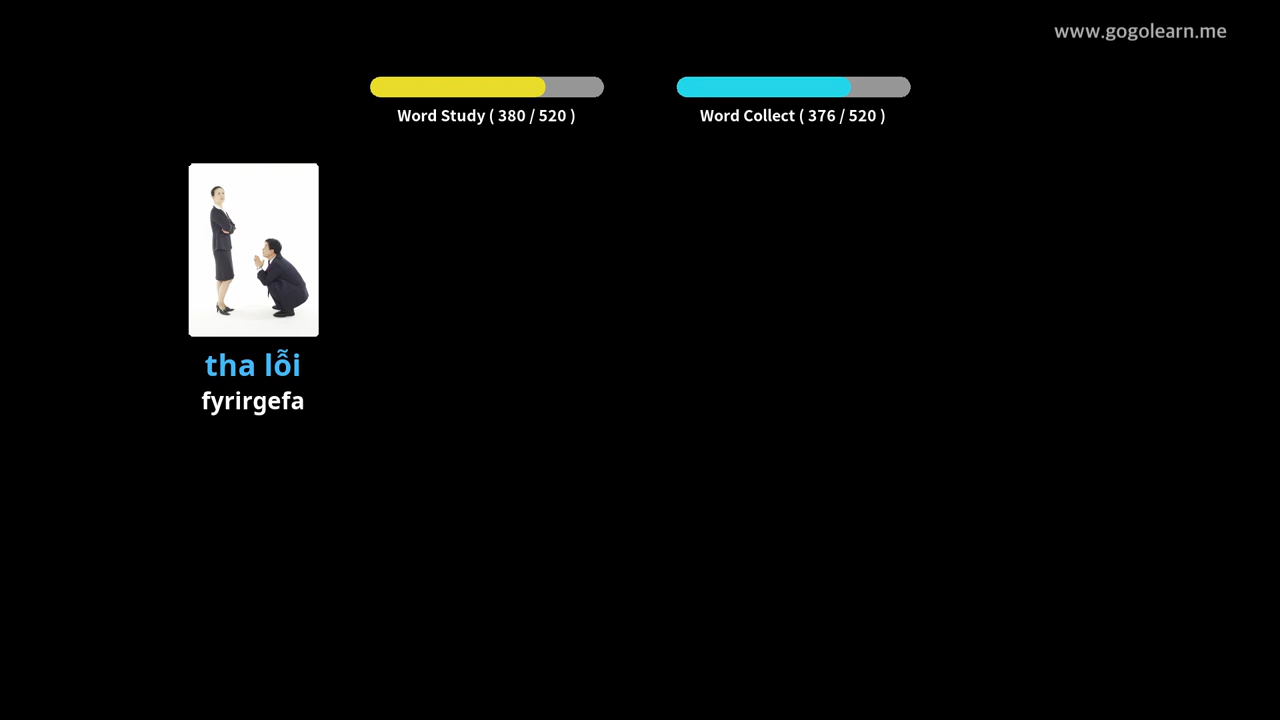 www.gogolearn.me
Word Study ( 380 / 520 )
Word Collect ( 376 / 520 )
tha lỗi
fyrirgefa